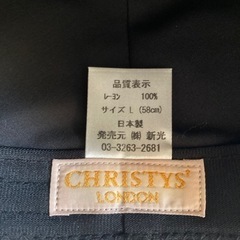 品質表示
レーヨン 100%
サイズ L (58cm)
日本製
発売元 ㈱ 新光
03-3263-2681
CHRISTYS'
LONDON